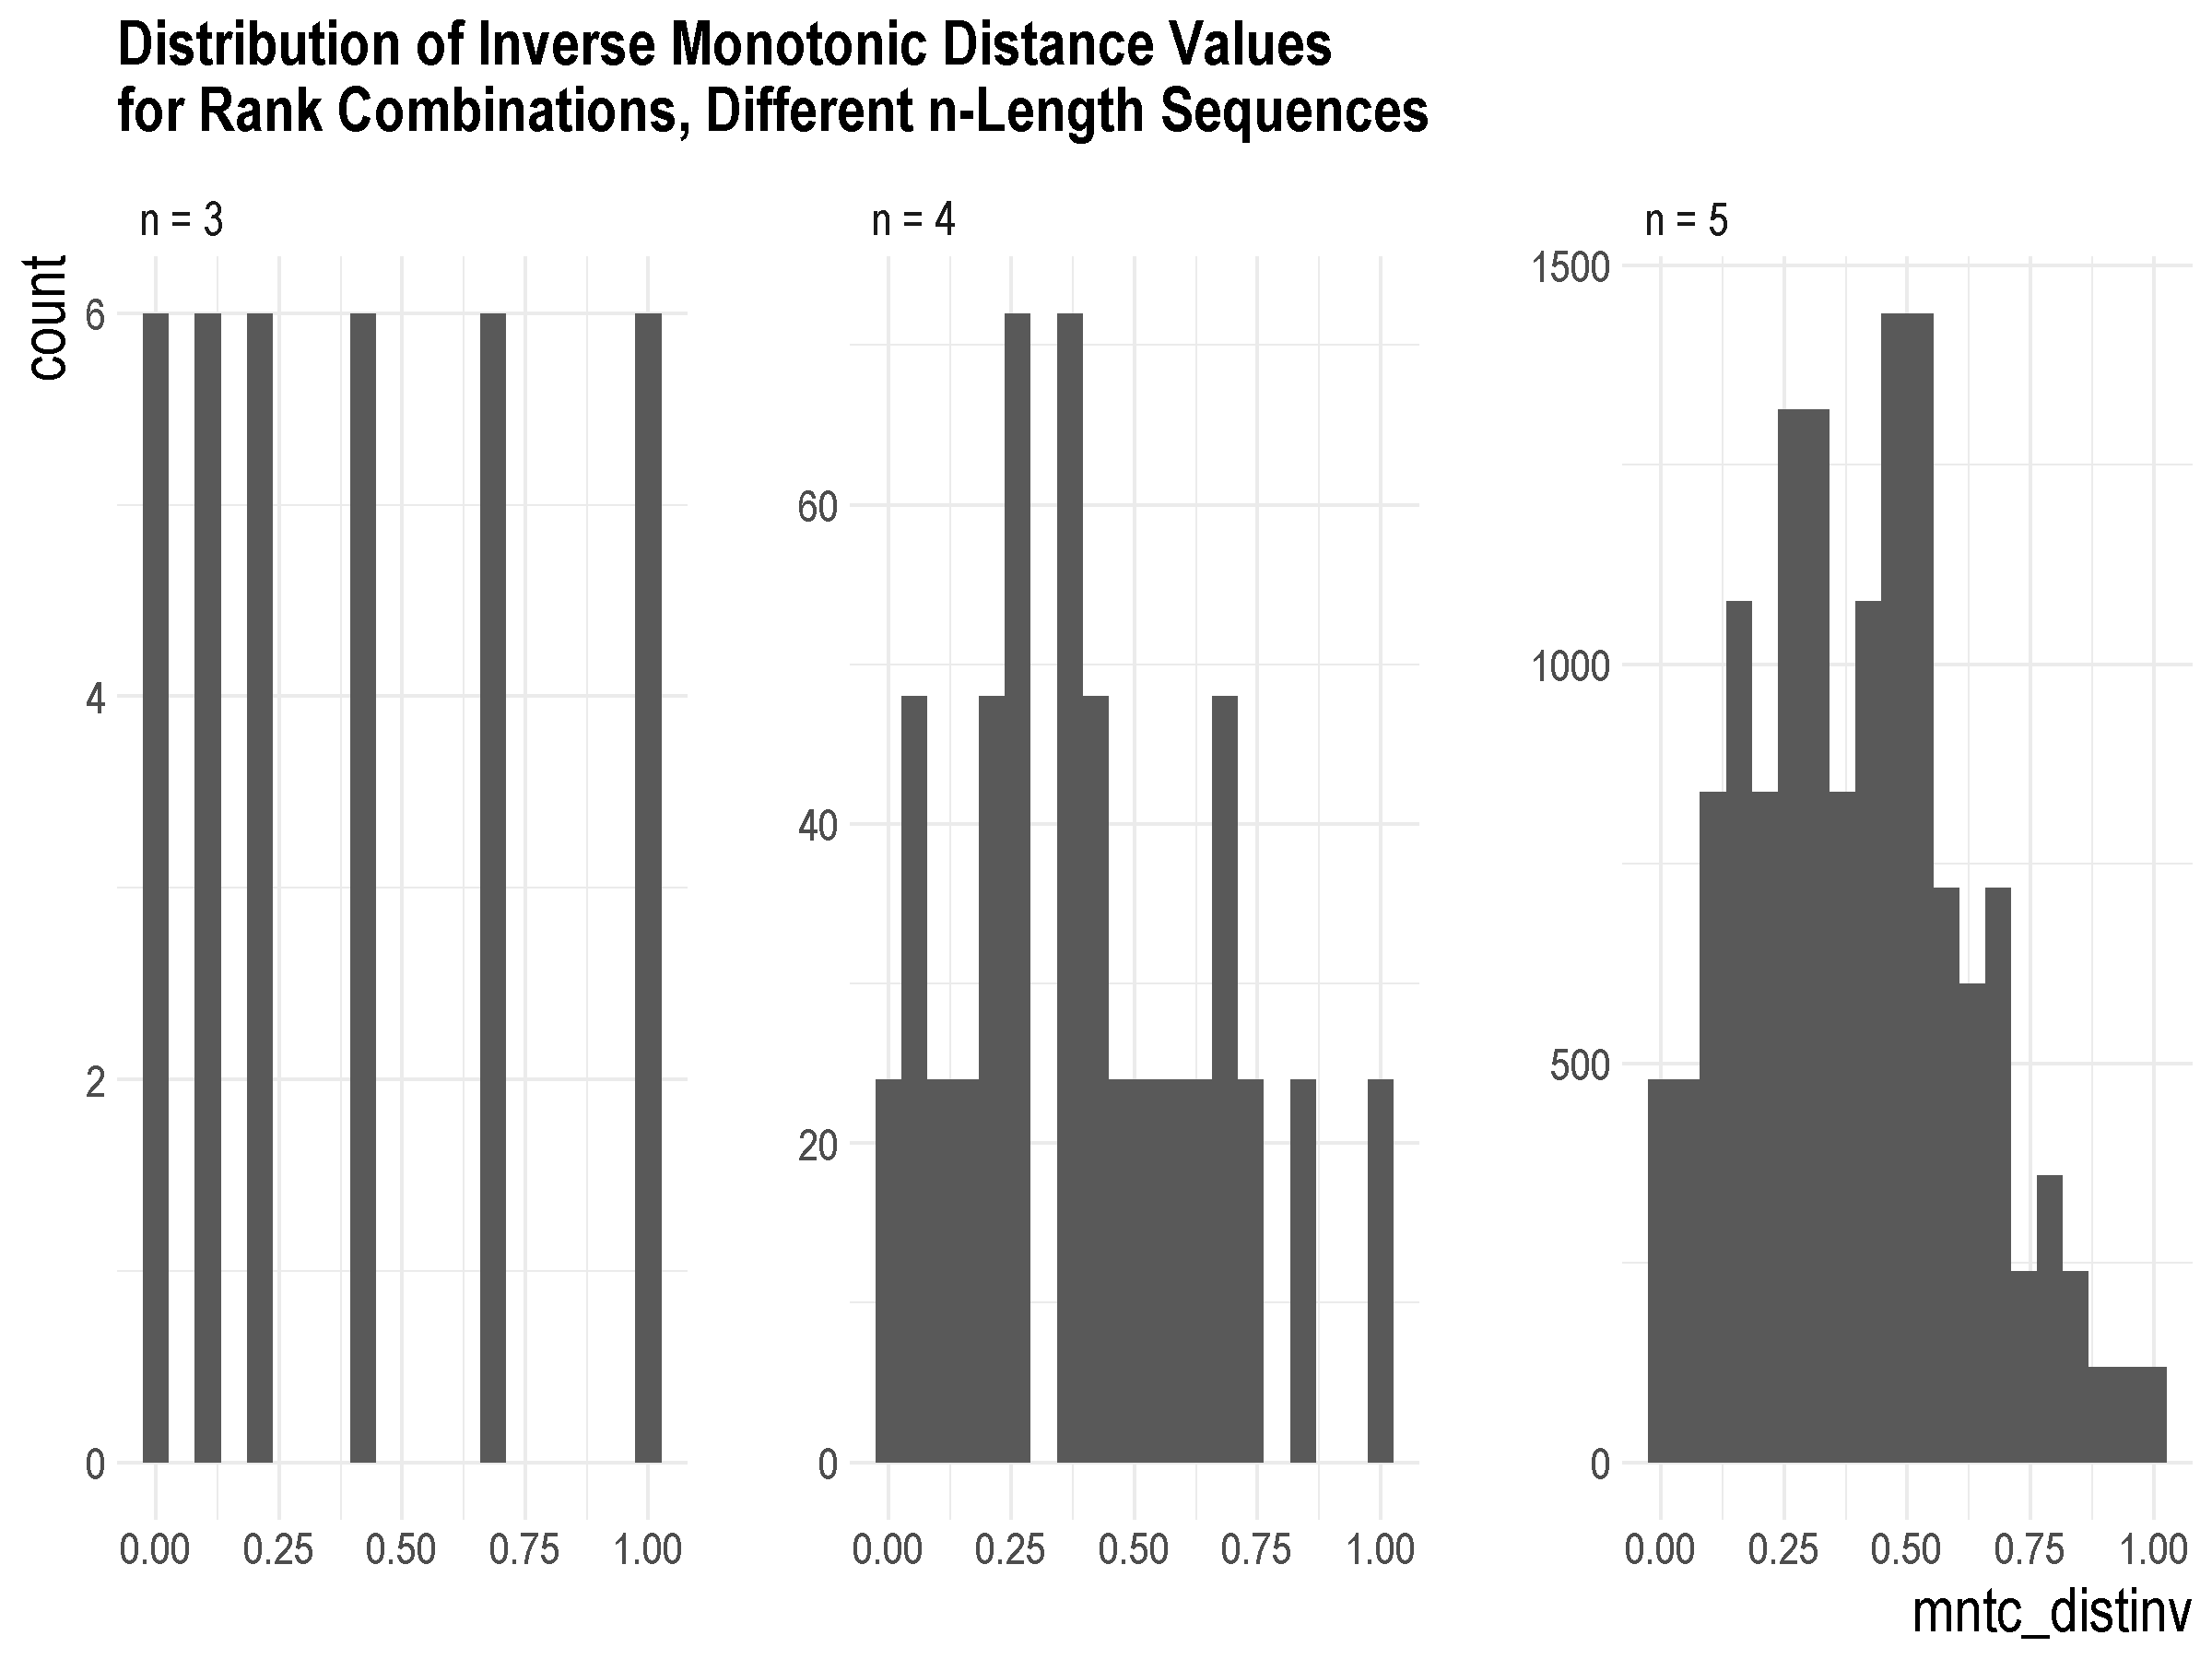 Distribution of Inverse Monotonic Distance Values
for Rank Combinations, Different n-Length Sequences
n = 3
n = 4
n = 5
count
6
4
2
0
60
40
20
0
1500
1000
500
0
0.00 0.25 0.50 0.75 1.00
0.00 0.25 0.50 0.75 1.00
0.00 0.25 0.50 0.75 1.00
mntc_distinv